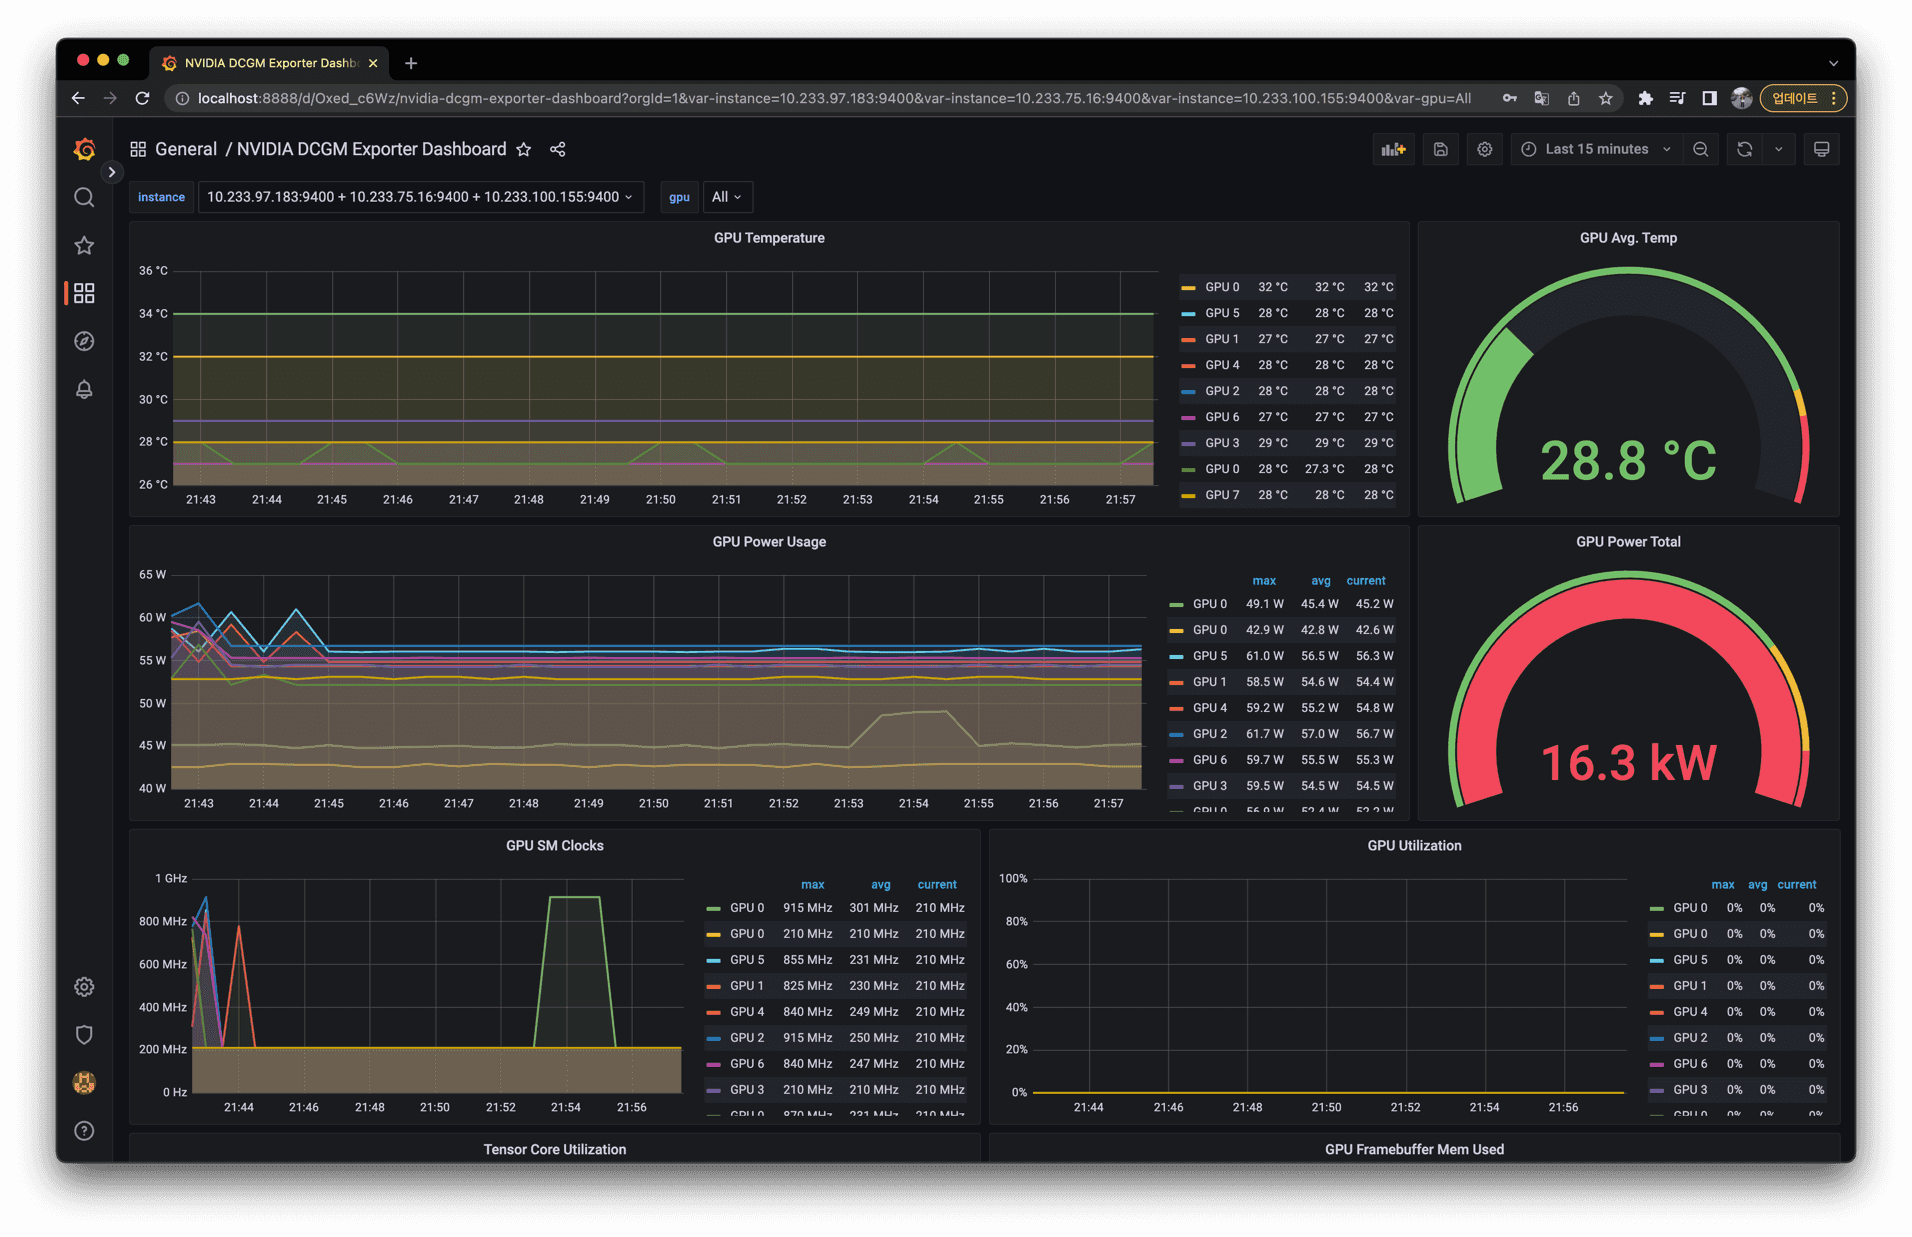 NVIDIA DCGM Exporter Dashb
localhost:8888/d/Oxed_c6Wz/nvidia-dcgm-exporter-dashboard?orgId=1&var-instance=10.233.97.183:9400&var-instance=10.233.75.16:9400&var-instance=10.233.100.155:9400&var-gpu=All
업데이트
General / NVIDIA DCGM Exporter Dashboard
Last 15 minutes
instance 10.233.97.183:9400 + 10.233.75.16:9400 + 10.233.100.155:9400 gpu All
GPU Temperature
36 °C
34 °C
32 °C
30 °C
28 °C
26 °C
21:43 21:44 21:45 21:46 21:47 21:48 21:49 21:50 21:51 21:52 21:53 21:54 21:55 21:56 21:57
GPU 0 32 °C 32 °C 32 °C
GPU 5 28 °C 28 °C 28 °C
GPU 1 27 °C 27 °C 27 °C
GPU 4 28 °C 28 °C 28 °C
GPU 2 28 °C 28 °C 28 °C
GPU 6 27 °C 27 °C 27 °C
GPU 3 29 °C 29 °C 29 °C
GPU 0 28 °C 27.3 °C 28 °C
GPU 7 28 °C 28 °C 28 °C
GPU Avg. Temp
28.8 °C
GPU Power Usage
65 W
60 W
55 W
50 W
45 W
40 W
21:43 21:44 21:45 21:46 21:47 21:48 21:49 21:50 21:51 21:52 21:53 21:54 21:55 21:56 21:57
max avg current
GPU 0 49.1 W 45.4 W 45.2 W
GPU 0 42.9 W 42.8 W 42.6 W
GPU 5 61.0 W 56.5 W 56.3 W
GPU 1 58.5 W 54.6 W 54.4 W
GPU 4 59.2 W 55.2 W 54.8 W
GPU 2 61.7 W 57.0 W 56.7 W
GPU 6 59.7 W 55.5 W 55.3 W
GPU 3 59.5 W 54.5 W 54.5 W
GPU 0 56.9 W 52.4 W 52.2 W
GPU Power Total
16.3 kW
GPU SM Clocks
1 GHz
800 MHz
600 MHz
400 MHz
200 MHz
0 Hz
21:44 21:46 21:48 21:50 21:52 21:54 21:56
max avg current
GPU 0 915 MHz 301 MHz 210 MHz
GPU 0 210 MHz 210 MHz 210 MHz
GPU 5 855 MHz 231 MHz 210 MHz
GPU 1 825 MHz 230 MHz 210 MHz
GPU 4 840 MHz 249 MHz 210 MHz
GPU 2 915 MHz 250 MHz 210 MHz
GPU 6 840 MHz 247 MHz 210 MHz
GPU 3 210 MHz 210 MHz 210 MHz
GPU 0 870 MHz 231 MHz 210 MHz
GPU Utilization
100%
80%
60%
40%
20%
0%
21:44 21:46 21:48 21:50 21:52 21:54 21:56
max avg current
GPU 0 0% 0% 0%
GPU 0 0% 0% 0%
GPU 5 0% 0% 0%
GPU 1 0% 0% 0%
GPU 4 0% 0% 0%
GPU 2 0% 0% 0%
GPU 6 0% 0% 0%
GPU 3 0% 0% 0%
GPU 0 0% 0% 0%
Tensor Core Utilization
GPU Framebuffer Mem Used